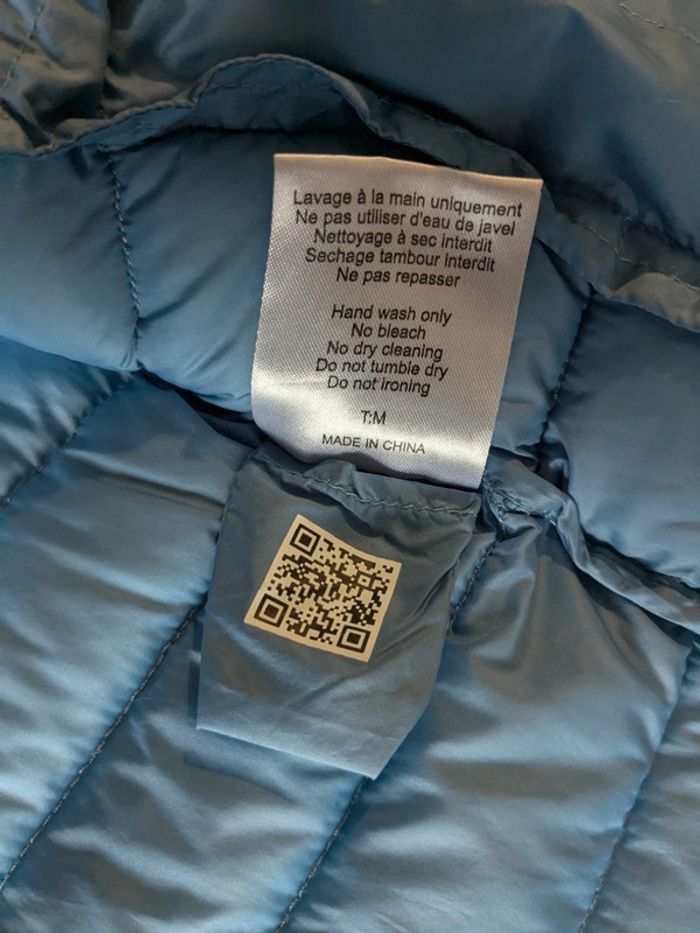 Lavage à la main uniquement
Ne pas utiliser d'eau de javel
Nettoyage à sec interdit
Sechage tambour interdit
Ne pas repasser
Hand wash only
No bleach
No dry cleaning
Do not tumble dry
Do not ironing
T:M
MADE IN CHINA